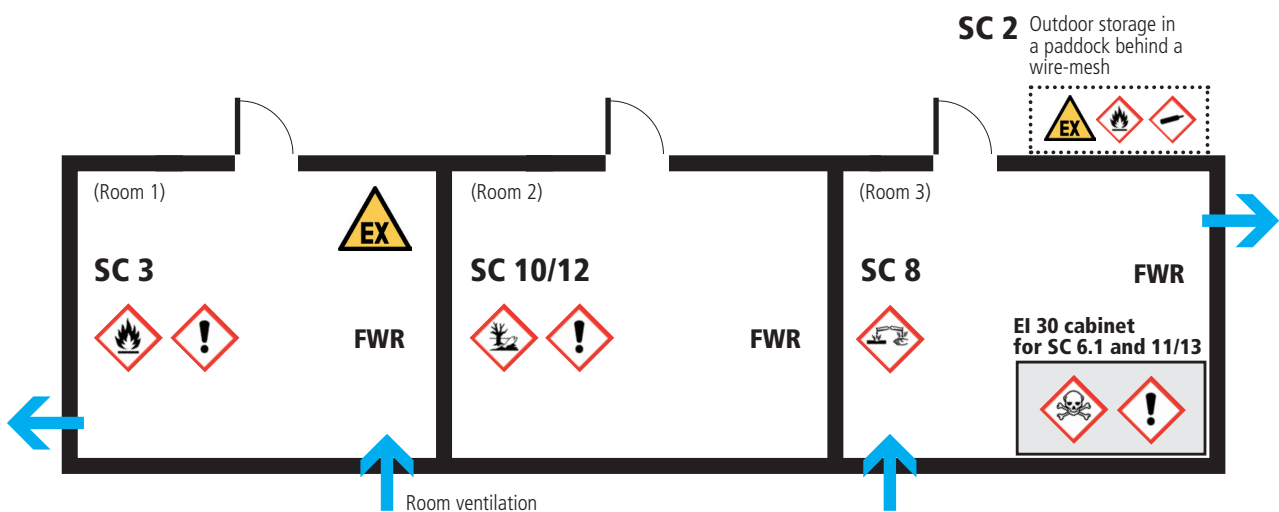 SC 2 Outdoor storage in
a paddock behind a
wire-mesh
EX
(Room 1)
EX
SC 3
FWR
(Room 2)
SC 10/12
FWR
(Room 3)
SC 8
FWR
EI 30 cabinet
for SC 6.1 and 11/13
Room ventilation